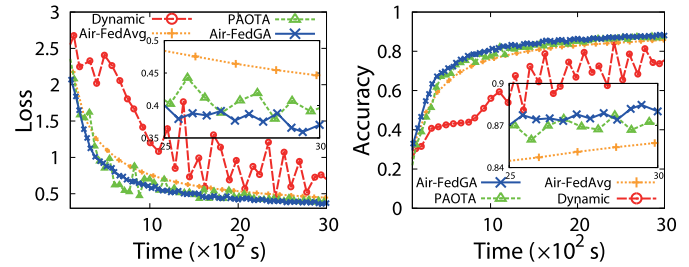 Dynamic PAOTA
Air-FedAvg Air-FedGA
3
2.5
2
1.5
1
0.5
Loss
0.5
0.45
0.4
0.35
25 30
10 20 30
Time (×10² s)
1
0.8
0.6
0.4
0.2
0
Accuracy
0.9
0.87
0.84
25 30
Air-FedGA Air-FedAvg
PAOTA Dynamic
10 20 30
Time (×10² s)